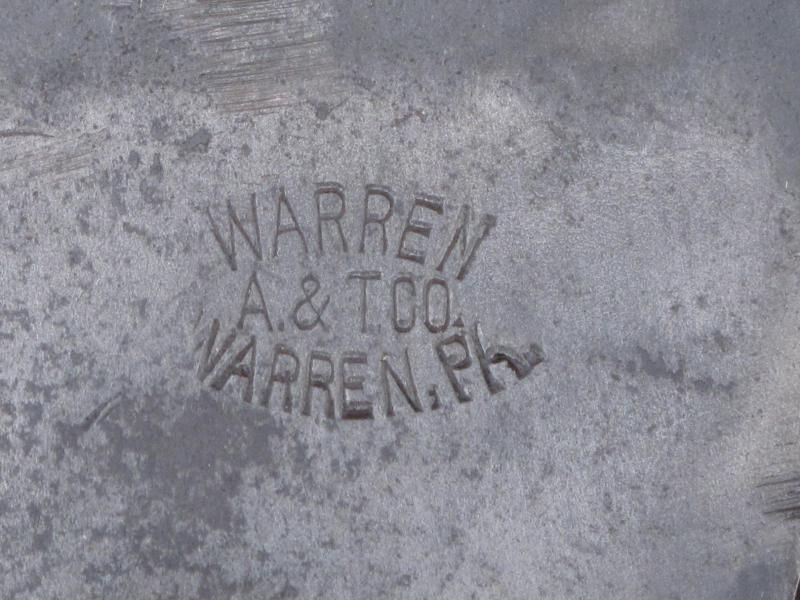 WARREN
A. & T. CO.
WARREN, PA.